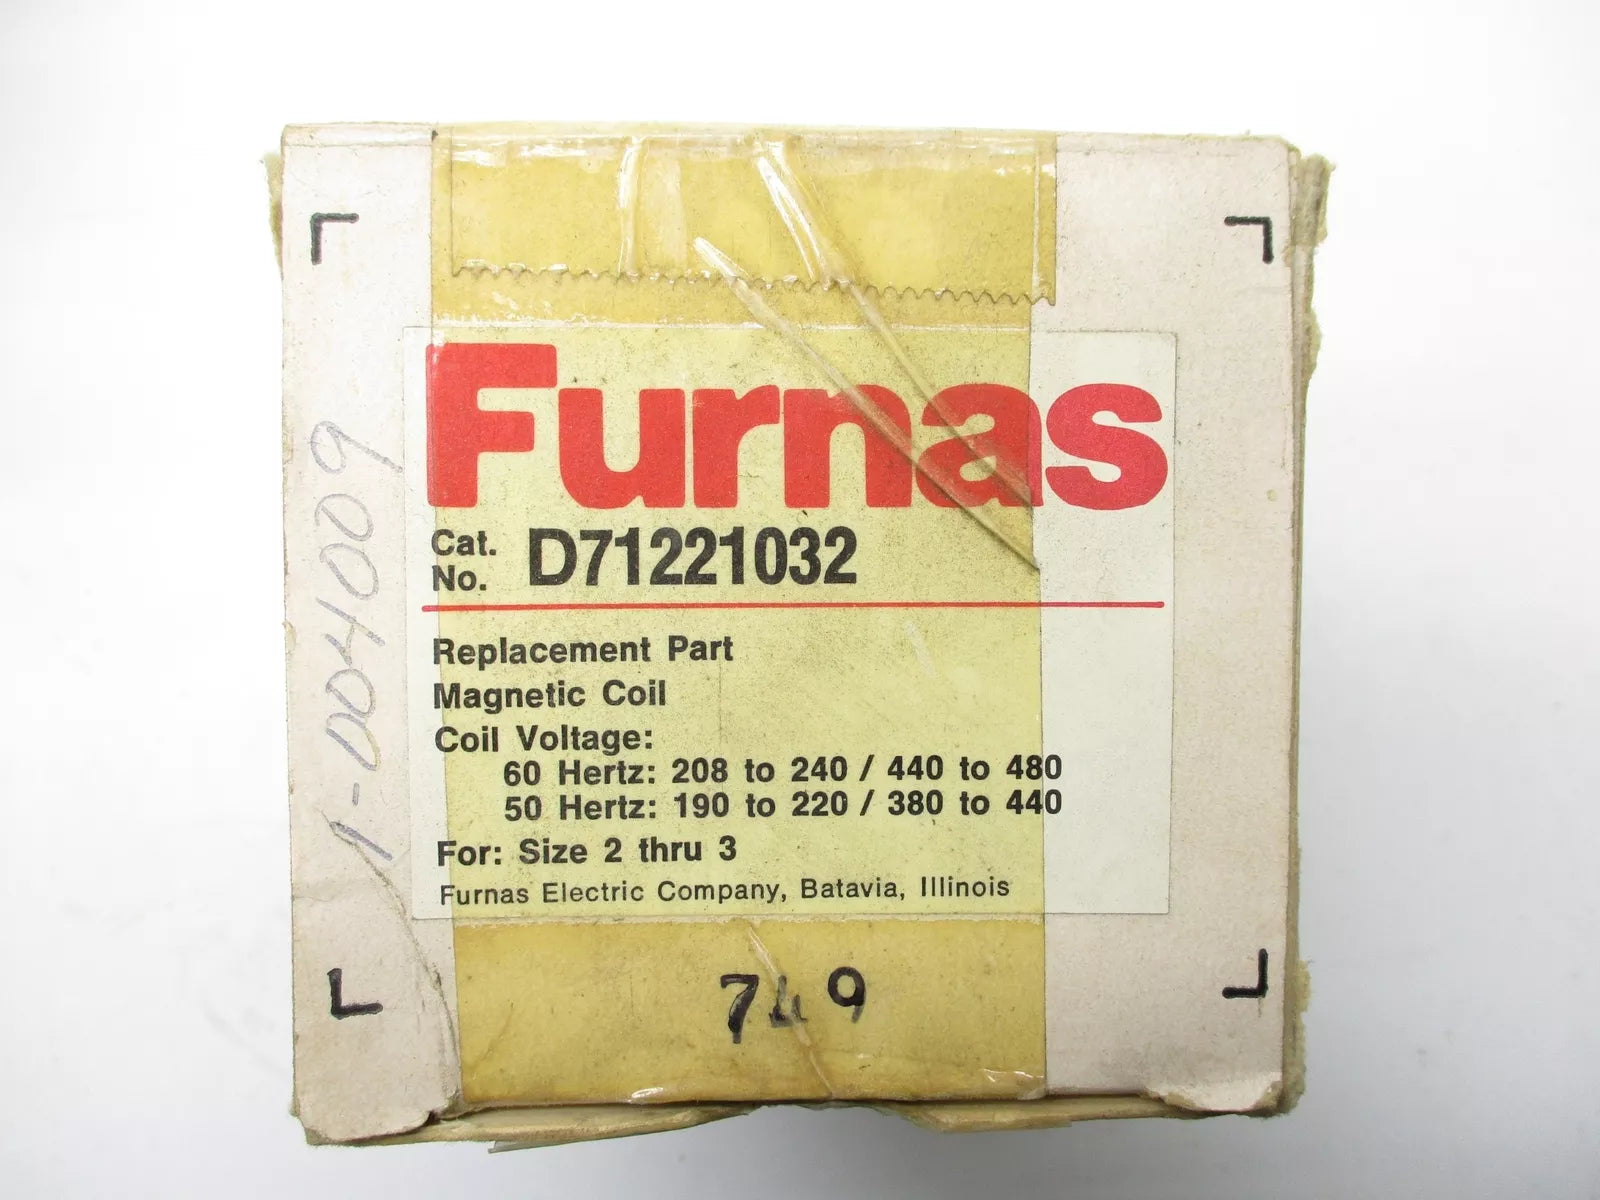 Furnas
Cat. No. D71221032
Replacement Part
Magnetic Coil
Coil Voltage:
60 Hertz: 208 to 240 / 440 to 480
50 Hertz: 190 to 220 / 380 to 440
For: Size 2 thru 3
Furnas Electric Company, Batavia, Illinois
1-004009